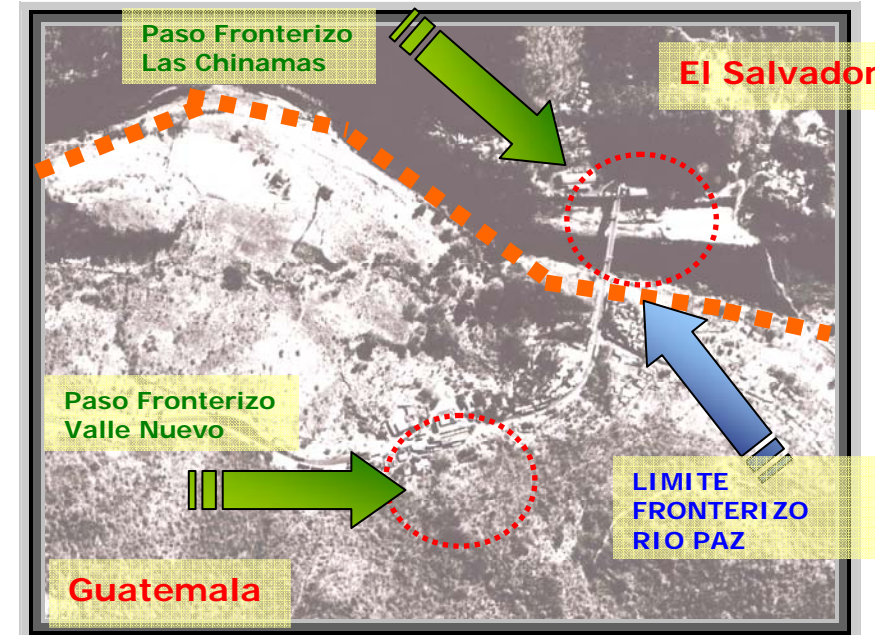 Paso Fronterizo
Las Chinamas
El Salvador
Paso Fronterizo
Valle Nuevo
LIMITE
FRONTERIZO
RIO PAZ
Guatemala